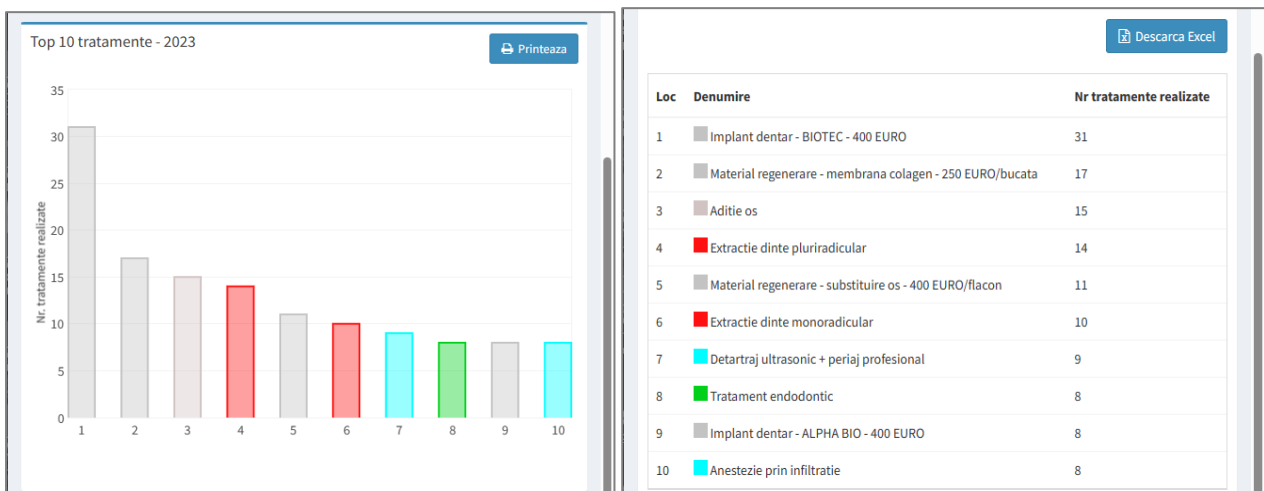 Top 10 tratamente - 2023
Printeaza
35
30
25
20
15
10
5
0
Nr. tratamente realizate
1 2 3 4 5 6 7 8 9 10
Descarca Excel
Loc Denumire Nr tratamente realizate
1 Implant dentar - BIOTEC - 400 EURO 31
2 Material regenerare - membrana colagen - 250 EURO/bucata 17
3 Aditie os 15
4 Extractie dinte pluriradicular 14
5 Material regenerare - substituire os - 400 EURO/flacon 11
6 Extractie dinte monoradicular 10
7 Detartraj ultrasonic + periaj profesional 9
8 Tratament endodontic 8
9 Implant dentar - ALPHA BIO - 400 EURO 8
10 Anestezie prin infiltratie 8